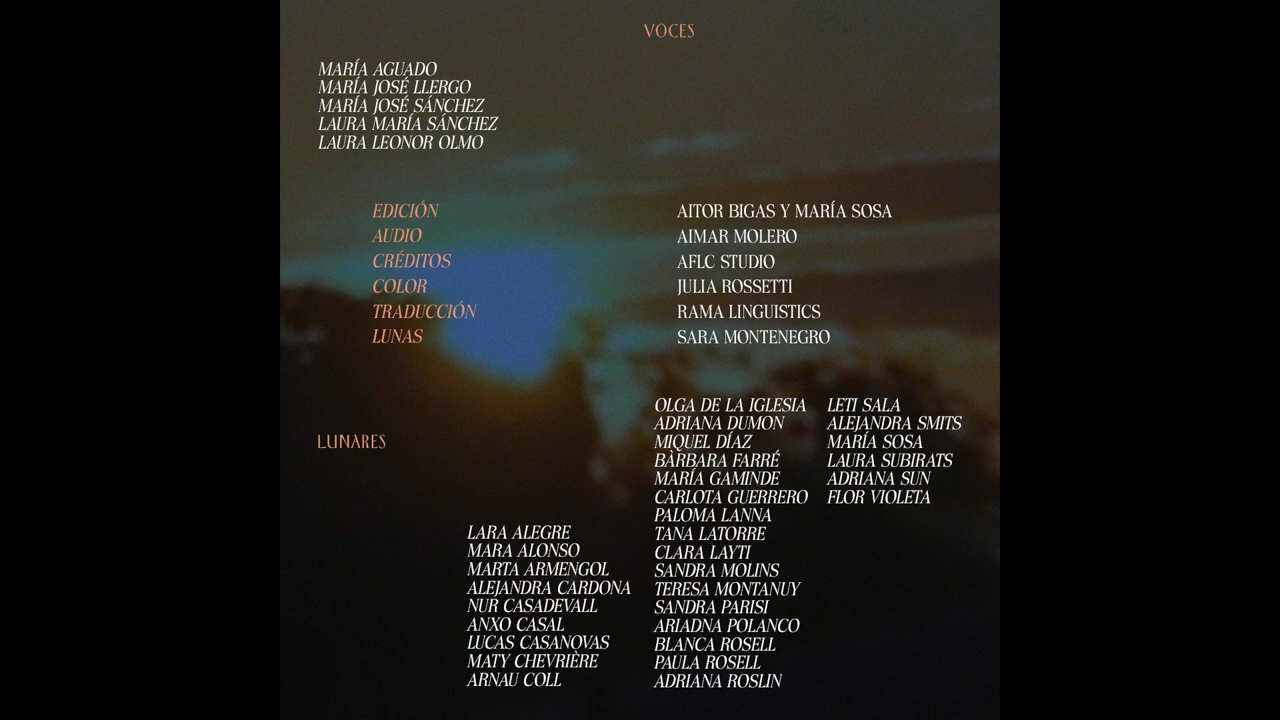 VOCES
MARÍA AGUADO
MARÍA JOSÉ LLERGO
MARÍA JOSÉ SÁNCHEZ
LAURA MARÍA SÁNCHEZ
LAURA LEONOR OLMO
EDICIÓN AITOR BIGAS Y MARÍA SOSA
AUDIO AIMAR MOLERO
CRÉDITOS AFLC STUDIO
COLOR JULIA ROSSETTI
TRADUCCIÓN RAMA LINGUISTICS
LUNAS SARA MONTENEGRO
LUNARES
LARA ALEGRE
MARA ALONSO
MARTA ARMENGOL
ALEJANDRA CARDONA
NUR CASADEVALL
ANXO CASAL
LUCAS CASANOVAS
MATY CHEVRIÈRE
ARNAU COLL
OLGA DE LA IGLESIA
ADRIANA DUMON
MIQUEL DÍAZ
BÀRBARA FARRÉ
MARÍA GAMINDE
CARLOTA GUERRERO
PALOMA LANNA
TANA LATORRE
CLARA LAYTI
SANDRA MOLINS
TERESA MONTANUY
SANDRA PARISI
ARIADNA POLANCO
BLANCA ROSELL
PAULA ROSELL
ADRIANA ROSLIN
LETI SALA
ALEJANDRA SMITS
MARÍA SOSA
LAURA SUBIRATS
ADRIANA SUN
FLOR VIOLETA